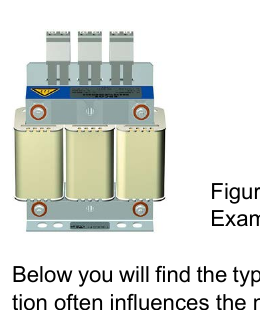 Figur
Exam
Below you will find the typ
tion often influences the r